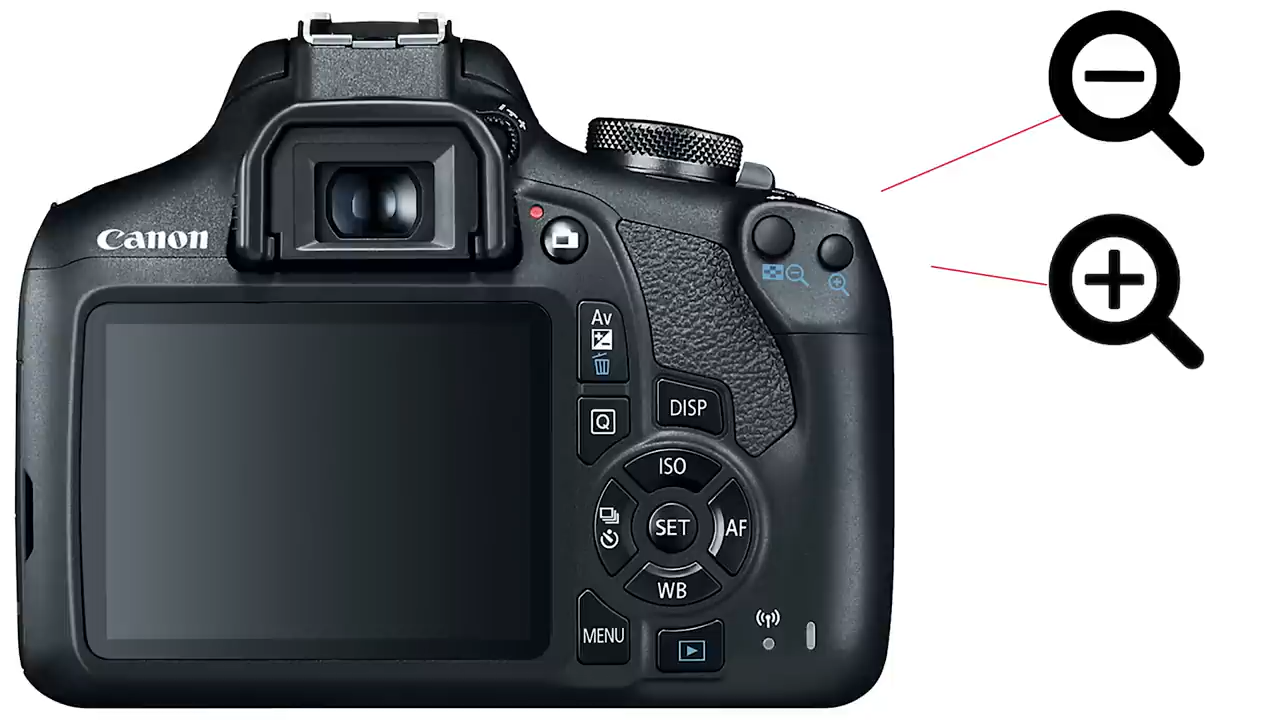 Canon
Av
Q
DISP
ISO
SET
AF
WB
MENU